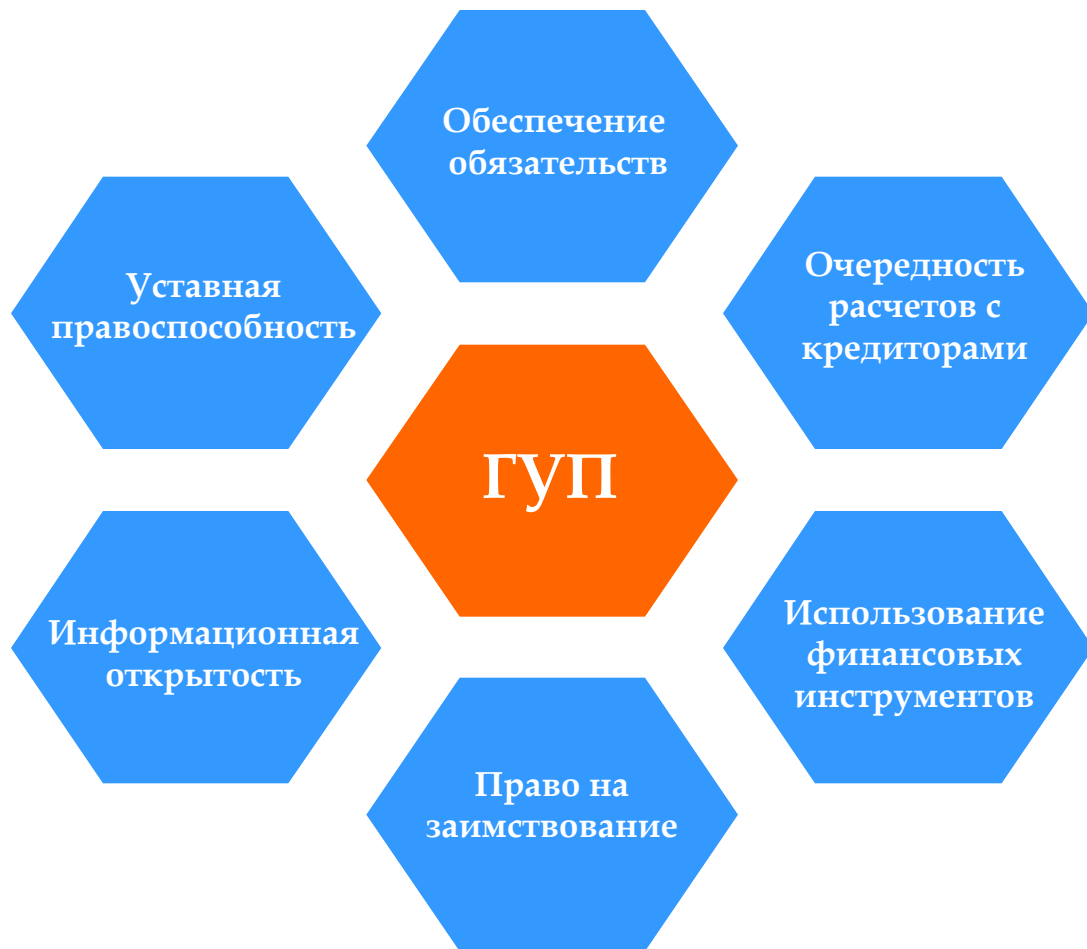 Обеспечение
обязательств
Уставная
правоспособность
Очередность
расчетов с
кредиторами
ГУП
Информационная
открытость
Использование
финансовых
инструментов
Право на
заимствование